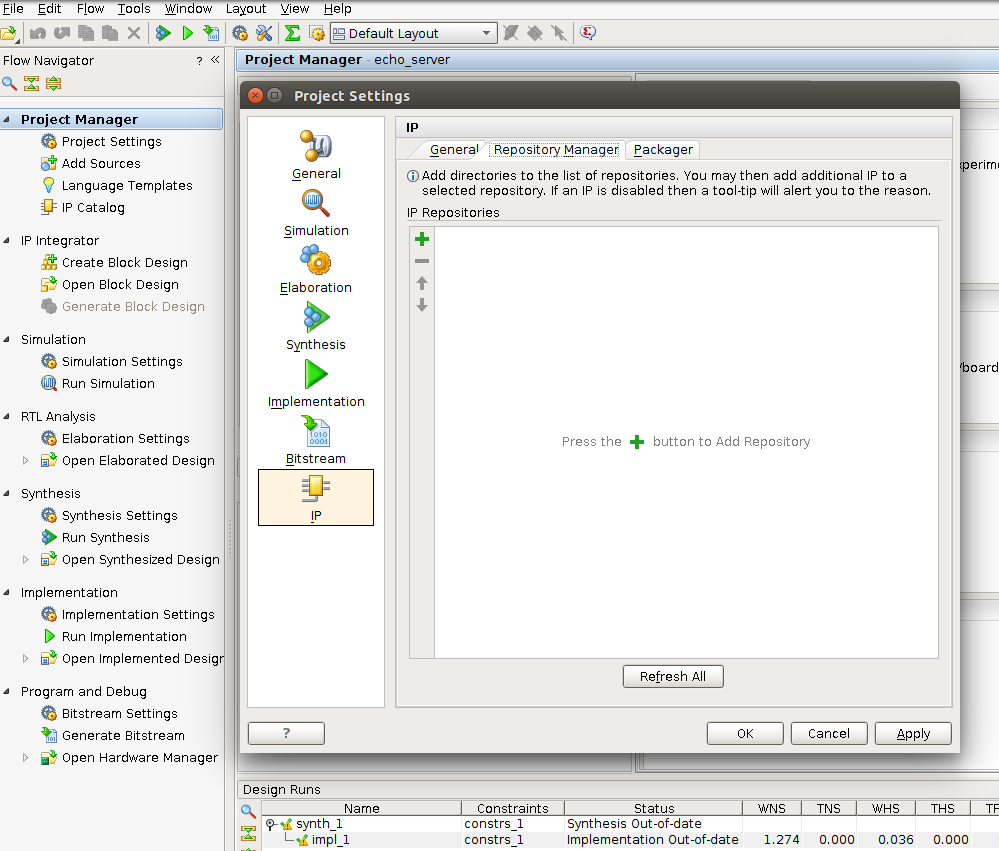 File Edit Flow Tools Window Layout View Help
Default Layout
Flow Navigator ? «
Project Manager
Project Settings
Add Sources
Language Templates
IP Catalog
IP Integrator
Create Block Design
Open Block Design
Generate Block Design
Simulation
Simulation Settings
Run Simulation
RTL Analysis
Elaboration Settings
Open Elaborated Design
Synthesis
Synthesis Settings
Run Synthesis
Open Synthesized Design
Implementation
Implementation Settings
Run Implementation
Open Implemented Design
Program and Debug
Bitstream Settings
Generate Bitstream
Open Hardware Manager
Project Manager - echo_server
Project Settings
General
Simulation
Elaboration
Synthesis
Implementation
Bitstream
IP
IP
General Repository Manager Packager
Add directories to the list of repositories. You may then add additional IP to a
selected repository. If an IP is disabled then a tool-tip will alert you to the reason.
IP Repositories
Press the + button to Add Repository
Refresh All
? OK Cancel Apply
xperime
/board
Design Runs
Name Constraints Status WNS TNS WHS THS TP
synth_1 constrs_1 Synthesis Out-of-date
impl_1 constrs_1 Implementation Out-of-date 1.274 0.000 0.036 0.000